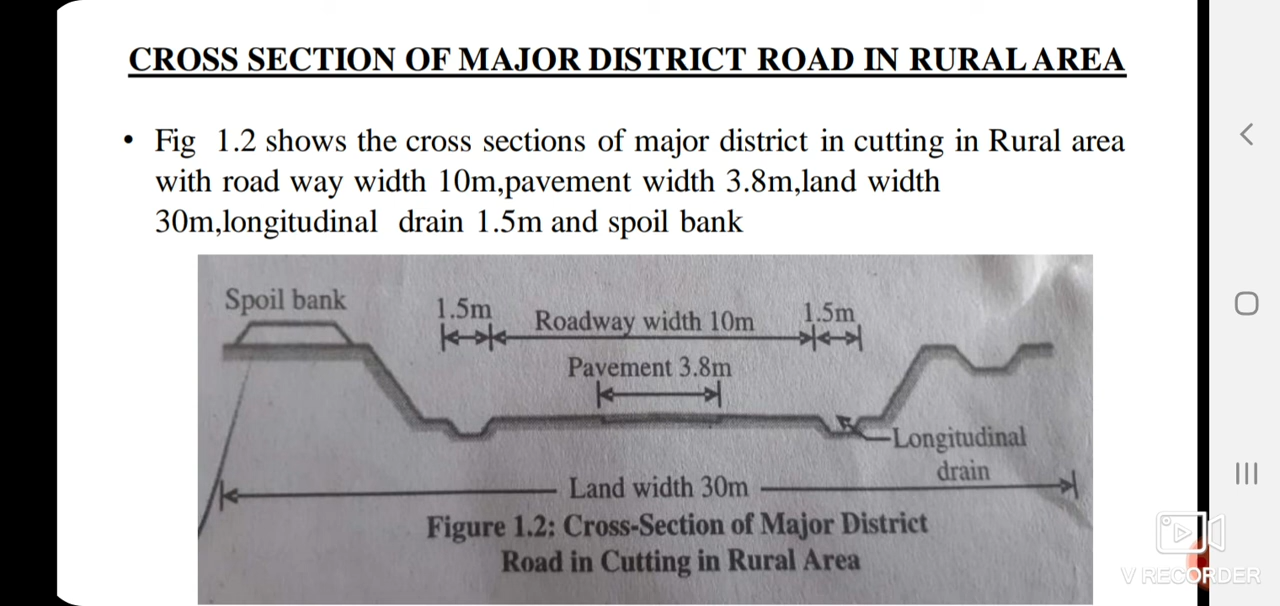 CROSS SECTION OF MAJOR DISTRICT ROAD IN RURAL AREA
• Fig 1.2 shows the cross sections of major district in cutting in Rural area
with road way width 10m,pavement width 3.8m,land width
30m,longitudinal drain 1.5m and spoil bank
Spoil bank
1.5m
Roadway width 10m
1.5m
Pavement 3.8m
Longitudinal
drain
Land width 30m
Figure 1.2: Cross-Section of Major District
Road in Cutting in Rural Area
V RECORDER